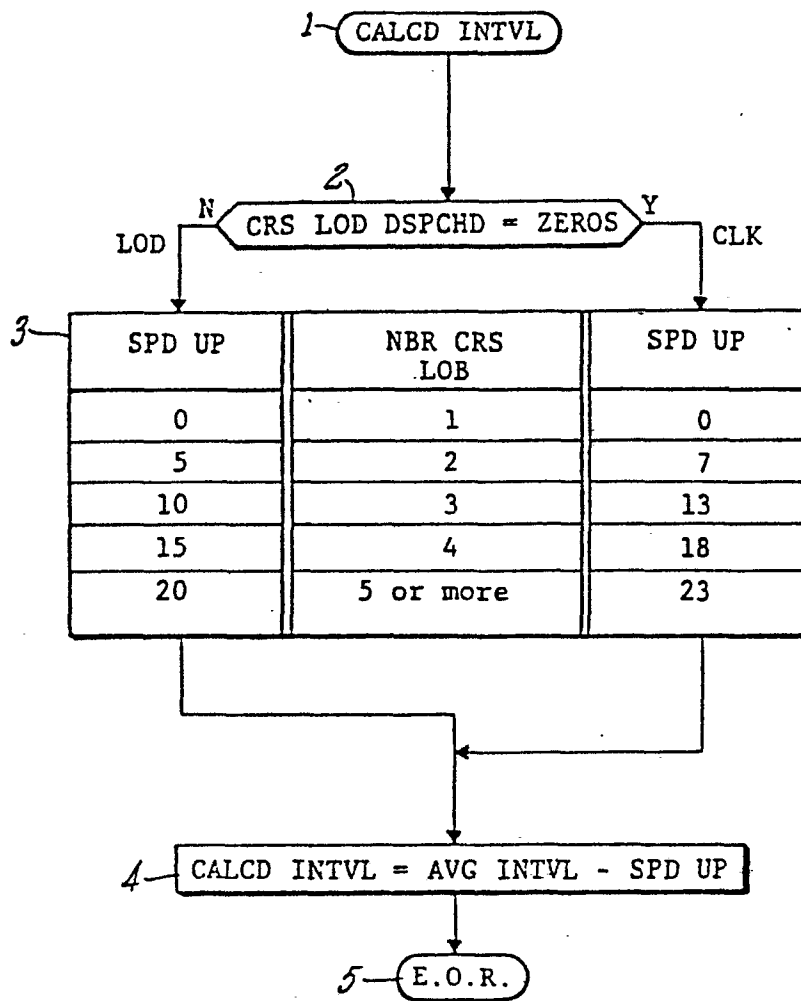 1 CALCD INTVL
2
N CRS LOD DSPCHD = ZEROS Y
LOD CLK
3 SPD UP NBR CRS SPD UP
LOB
0 1 0
5 2 7
10 3 13
15 4 18
20 5 or more 23
4 CALCD INTVL = AVG INTVL - SPD UP
5 E.O.R.